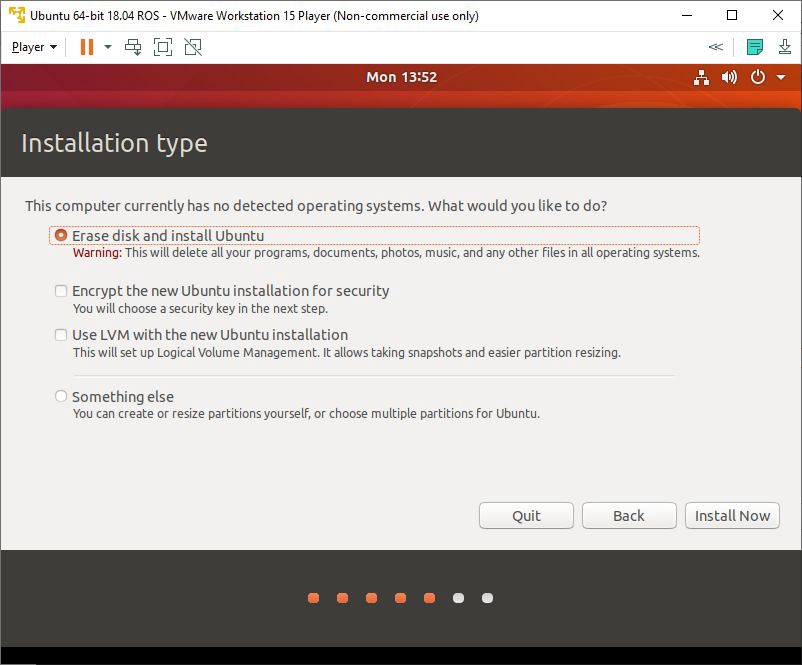 Ubuntu 64-bit 18.04 ROS - VMware Workstation 15 Player (Non-commercial use only)
Player
Mon 13:52
Installation type
This computer currently has no detected operating systems. What would you like to do?
Erase disk and install Ubuntu
Warning: This will delete all your programs, documents, photos, music, and any other files in all operating systems.
Encrypt the new Ubuntu installation for security
You will choose a security key in the next step.
Use LVM with the new Ubuntu installation
This will set up Logical Volume Management. It allows taking snapshots and easier partition resizing.
Something else
You can create or resize partitions yourself, or choose multiple partitions for Ubuntu.
Quit Back Install Now